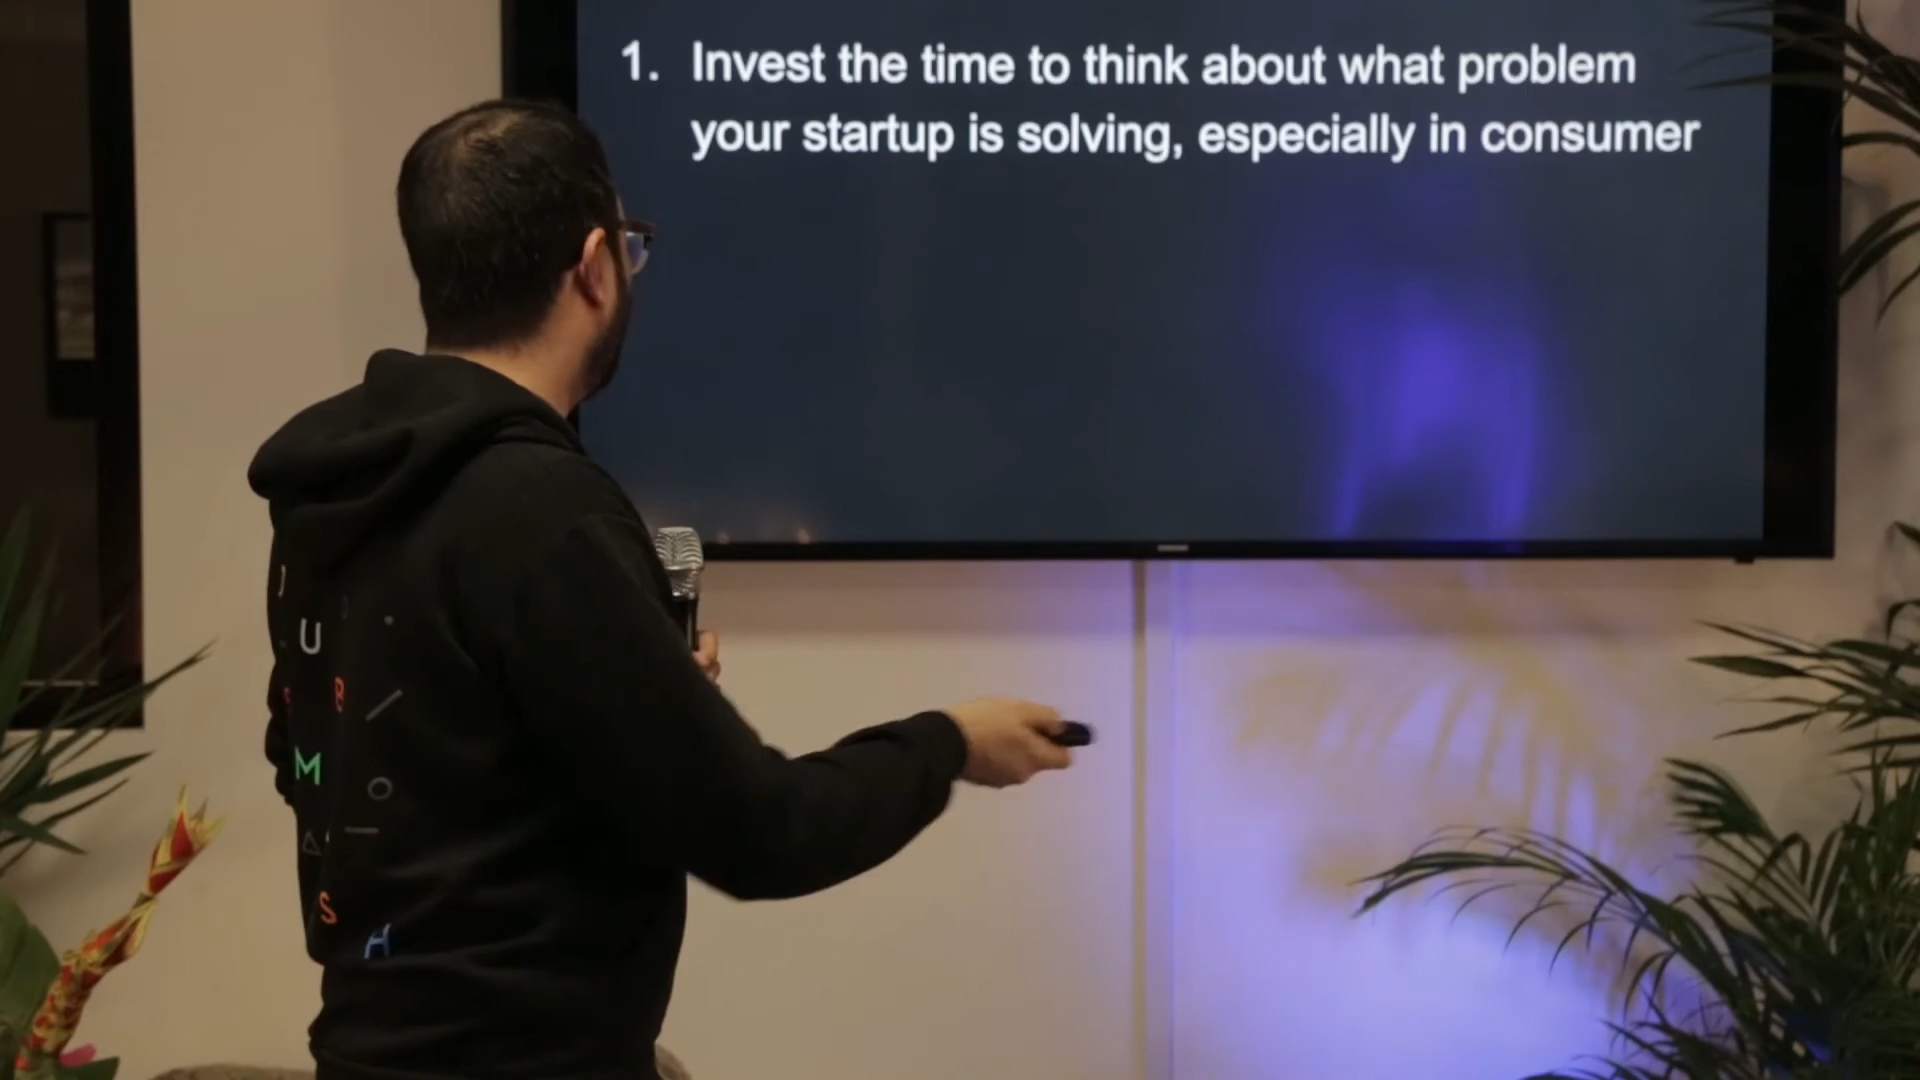 1. Invest the time to think about what problem
your startup is solving, especially in consumer
J
U
B
M
S
H